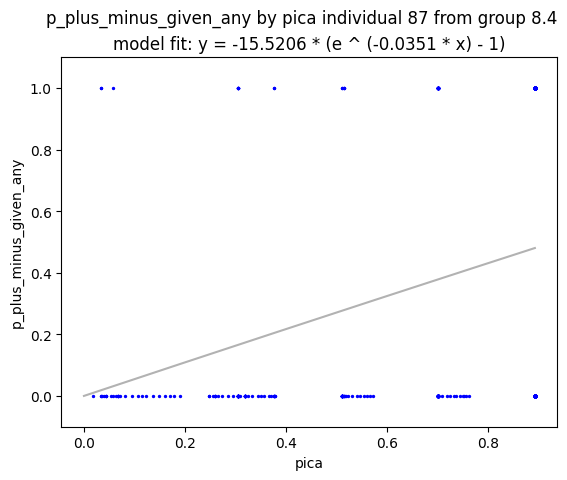 p_plus_minus_given_any by pica individual 87 from group 8.4
model fit: y = -15.5206 * (e ^ (-0.0351 * x) - 1)
1.0
0.8
0.6
0.4
0.2
0.0
p_plus_minus_given_any
0.0 0.2 0.4 0.6 0.8
pica